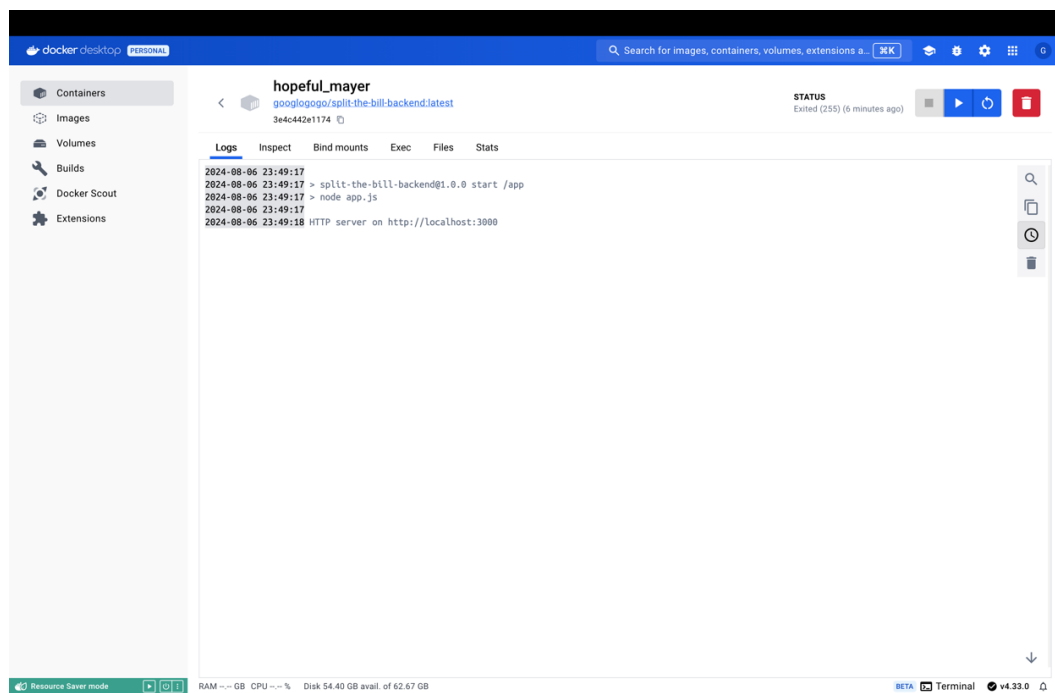 docker desktop PERSONAL
Search for images, containers, volumes, extensions a... ⌘K
G
Containers
Images
Volumes
Builds
Docker Scout
Extensions
hopeful_mayer
googlogogo/split-the-bill-backend:latest
3e4c442e1174
STATUS
Exited (255) (6 minutes ago)
Logs Inspect Bind mounts Exec Files Stats
2024-08-06 23:49:17
2024-08-06 23:49:17 > split-the-bill-backend@1.0.0 start /app
2024-08-06 23:49:17 > node app.js
2024-08-06 23:49:17
2024-08-06 23:49:18 HTTP server on http://localhost:3000
Resource Saver mode
RAM --.-- GB CPU --.-- % Disk 54.40 GB avail. of 62.67 GB
BETA Terminal v4.33.0